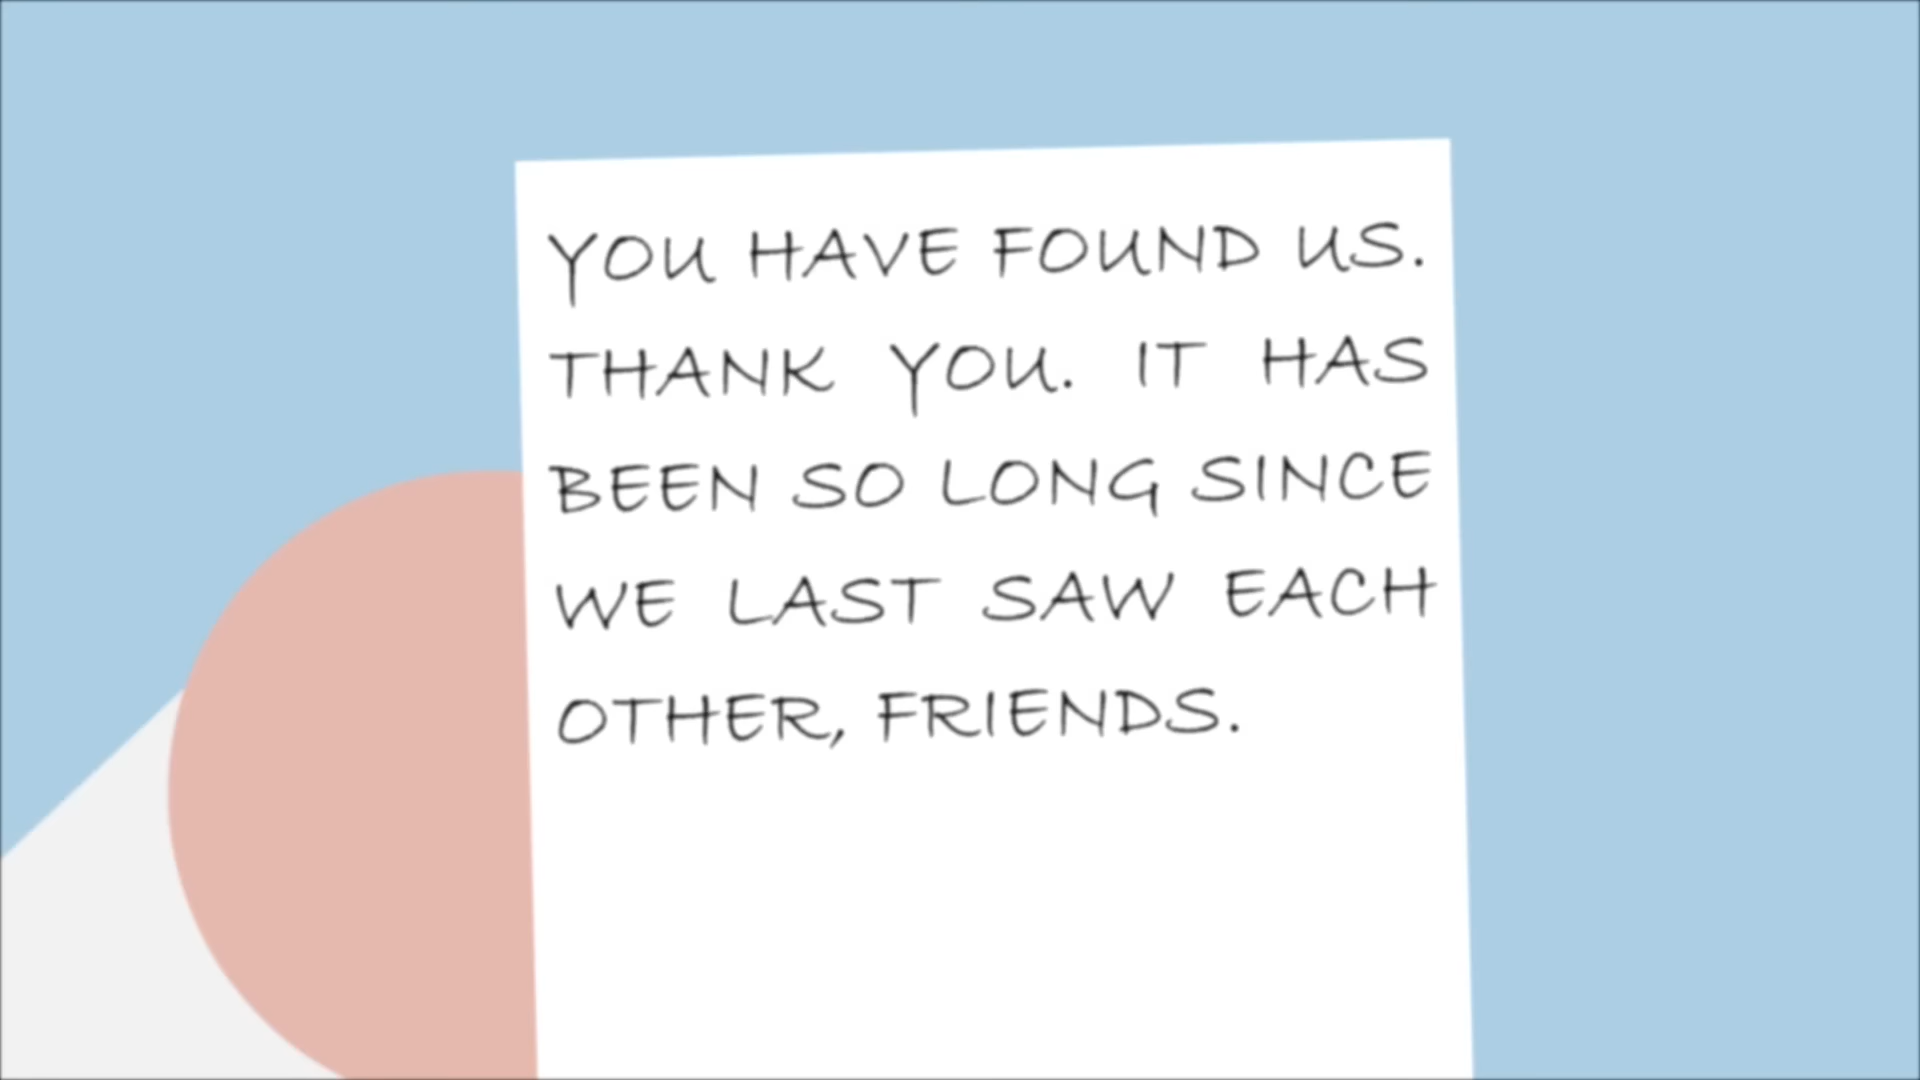 YOU HAVE FOUND US.
THANK YOU. IT HAS
BEEN SO LONG SINCE
WE LAST SAW EACH
OTHER, FRIENDS.